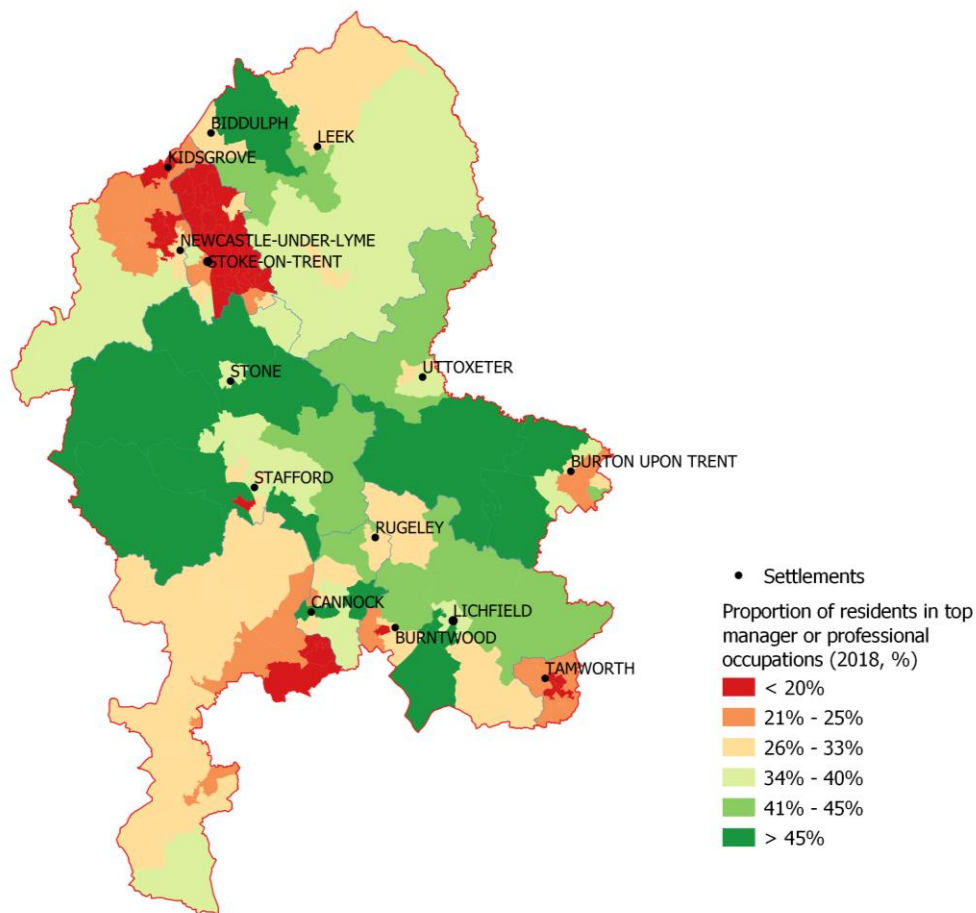 BIDDULPH
LEEK
KIDSGROVE
NEWCASTLE-UNDER-LYME
STOKE-ON-TRENT
UTTOXETER
STONE
BURTON UPON TRENT
STAFFORD
RUGELEY
CANNOCK
LICHFIELD
BURNTWOOD
TAMWORTH
Settlements
Proportion of residents in top
manager or professional
occupations (2018, %)
< 20%
21% - 25%
26% - 33%
34% - 40%
41% - 45%
> 45%